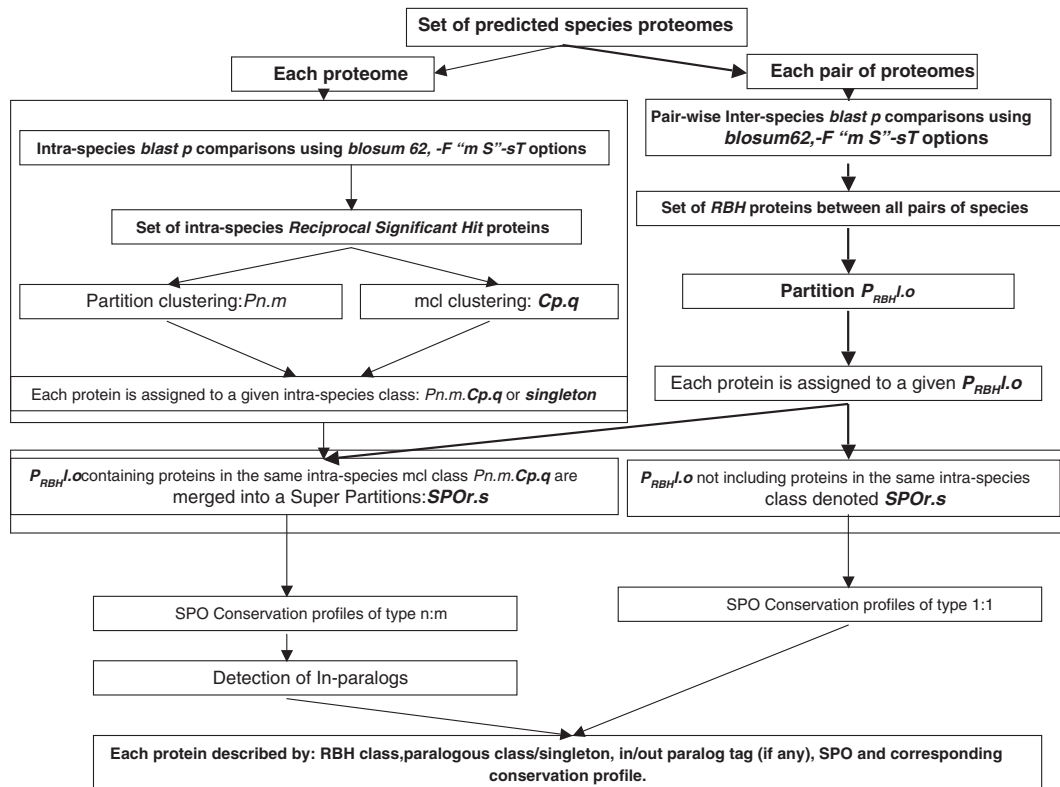 Set of predicted species proteomes
Each proteome
Each pair of proteomes
Intra-species blast p comparisons using blosum 62, -F “m S”-sT options
Set of intra-species Reciprocal Significant Hit proteins
Partition clustering:Pn.m
mcl clustering: Cp.q
Each protein is assigned to a given intra-species class: Pn.m.Cp.q or singleton
Pair-wise Inter-species blast p comparisons using
blosum62,-F “m S”-sT options
Set of RBH proteins between all pairs of species
Partition PRBHl.o
Each protein is assigned to a given PRBHl.o
PRBHl.ocontaining proteins in the same intra-species mcl class Pn.m.Cp.q are
merged into a Super Partitions:SPOr.s
PRBHl.o not including proteins in the same intra-species
class denoted SPOr.s
SPO Conservation profiles of type n:m
SPO Conservation profiles of type 1:1
Detection of In-paralogs
Each protein described by: RBH class,paralogous class/singleton, in/out paralog tag (if any), SPO and corresponding
conservation profile.